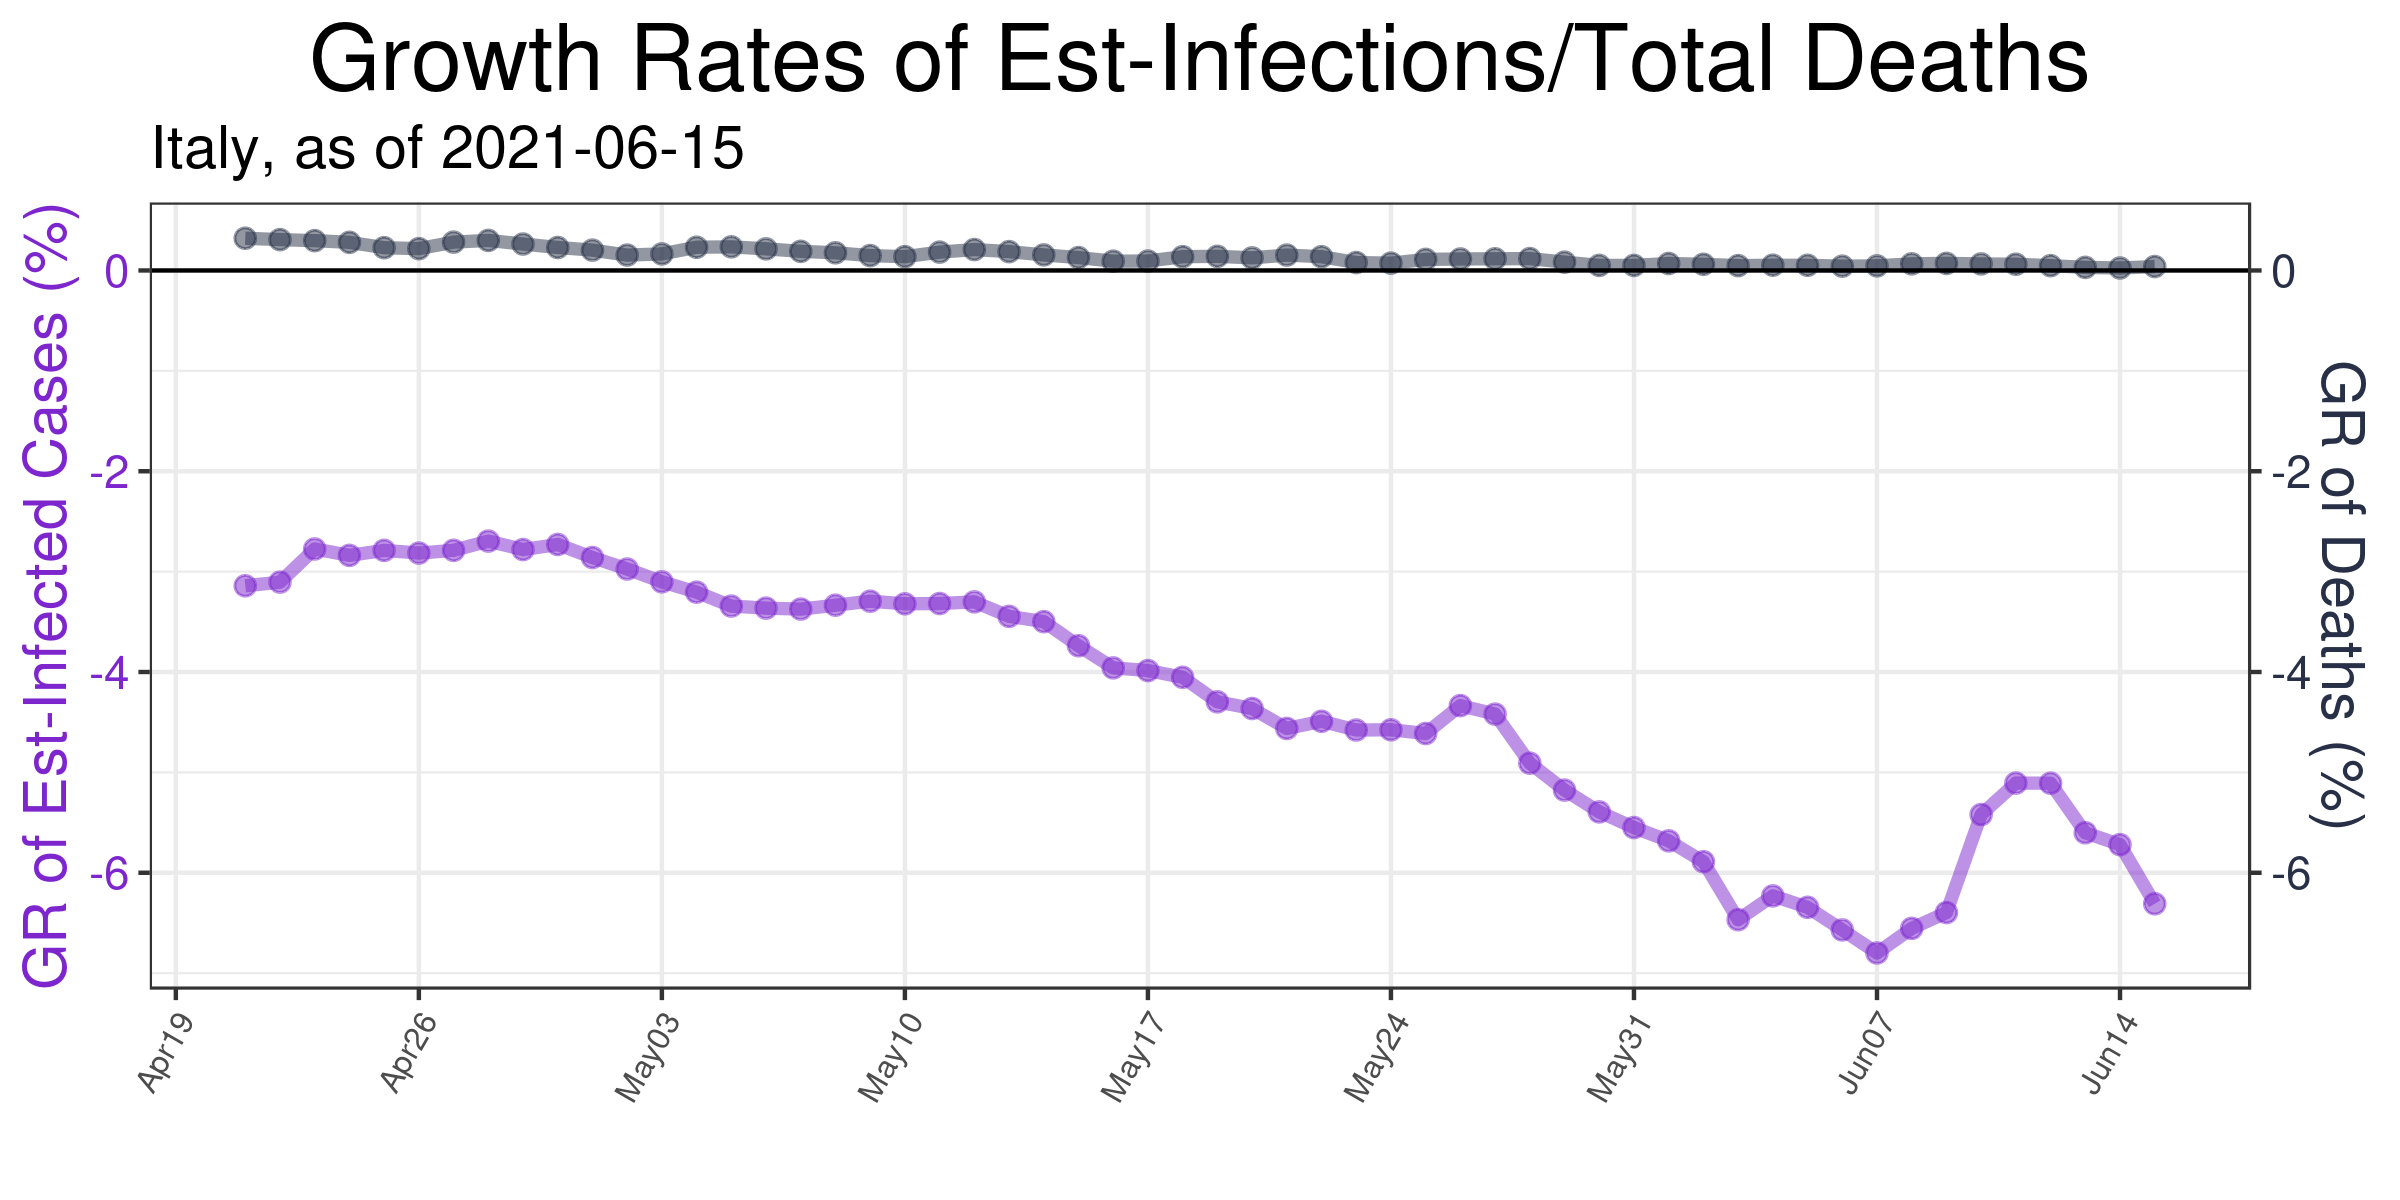 Growth Rates of Est-Infections/Total Deaths
Italy, as of 2021-06-15
GR of Est-Infected Cases (%)
0
-2
-4
-6
0
-2
-4
-6
GR of Deaths (%)
Apr19
Apr26
May03
May10
May17
May24
May31
Jun07
Jun14